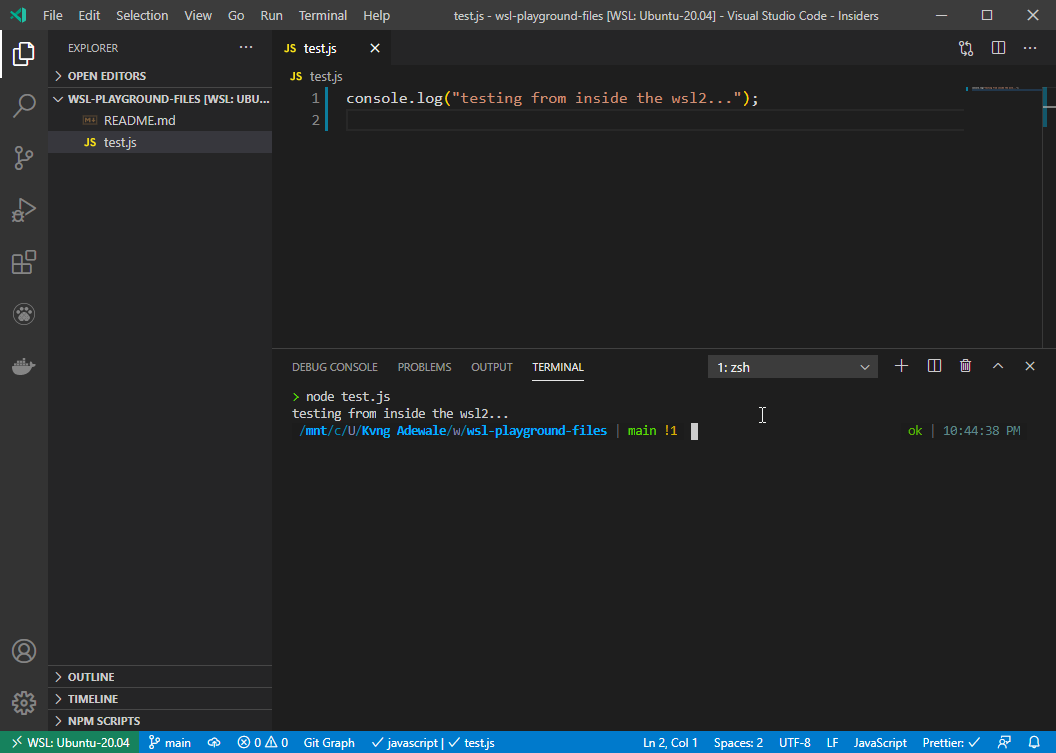 File Edit Selection View Go Run Terminal Help test.js - wsl-playground-files [WSL: Ubuntu-20.04] - Visual Studio Code - Insiders
EXPLORER ···
OPEN EDITORS
WSL-PLAYGROUND-FILES [WSL: UBU...
README.md
JS test.js
JS test.js
JS test.js
1 console.log("testing from inside the wsl2...");
2
DEBUG CONSOLE PROBLEMS OUTPUT TERMINAL 1: zsh
> node test.js
testing from inside the wsl2...
/mnt/c/U/Kvng Adewale/w/wsl-playground-files | main !1 ok | 10:44:38 PM
OUTLINE
TIMELINE
NPM SCRIPTS
WSL: Ubuntu-20.04 main 0 0 Git Graph ✓ javascript | ✓ test.js Ln 2, Col 1 Spaces: 2 UTF-8 LF JavaScript Prettier: ✓